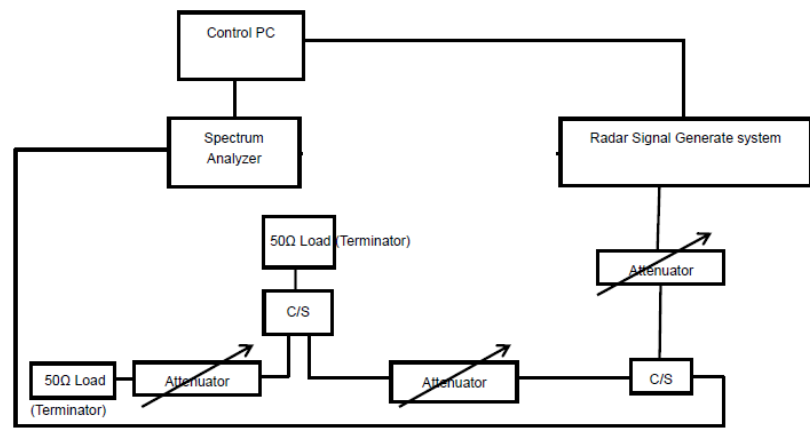 Control PC
Spectrum
Analyzer
Radar Signal Generate system
50Ω Load (Terminator)
Attenuator
C/S
50Ω Load
(Terminator)
Attenuator
Attenuator
C/S